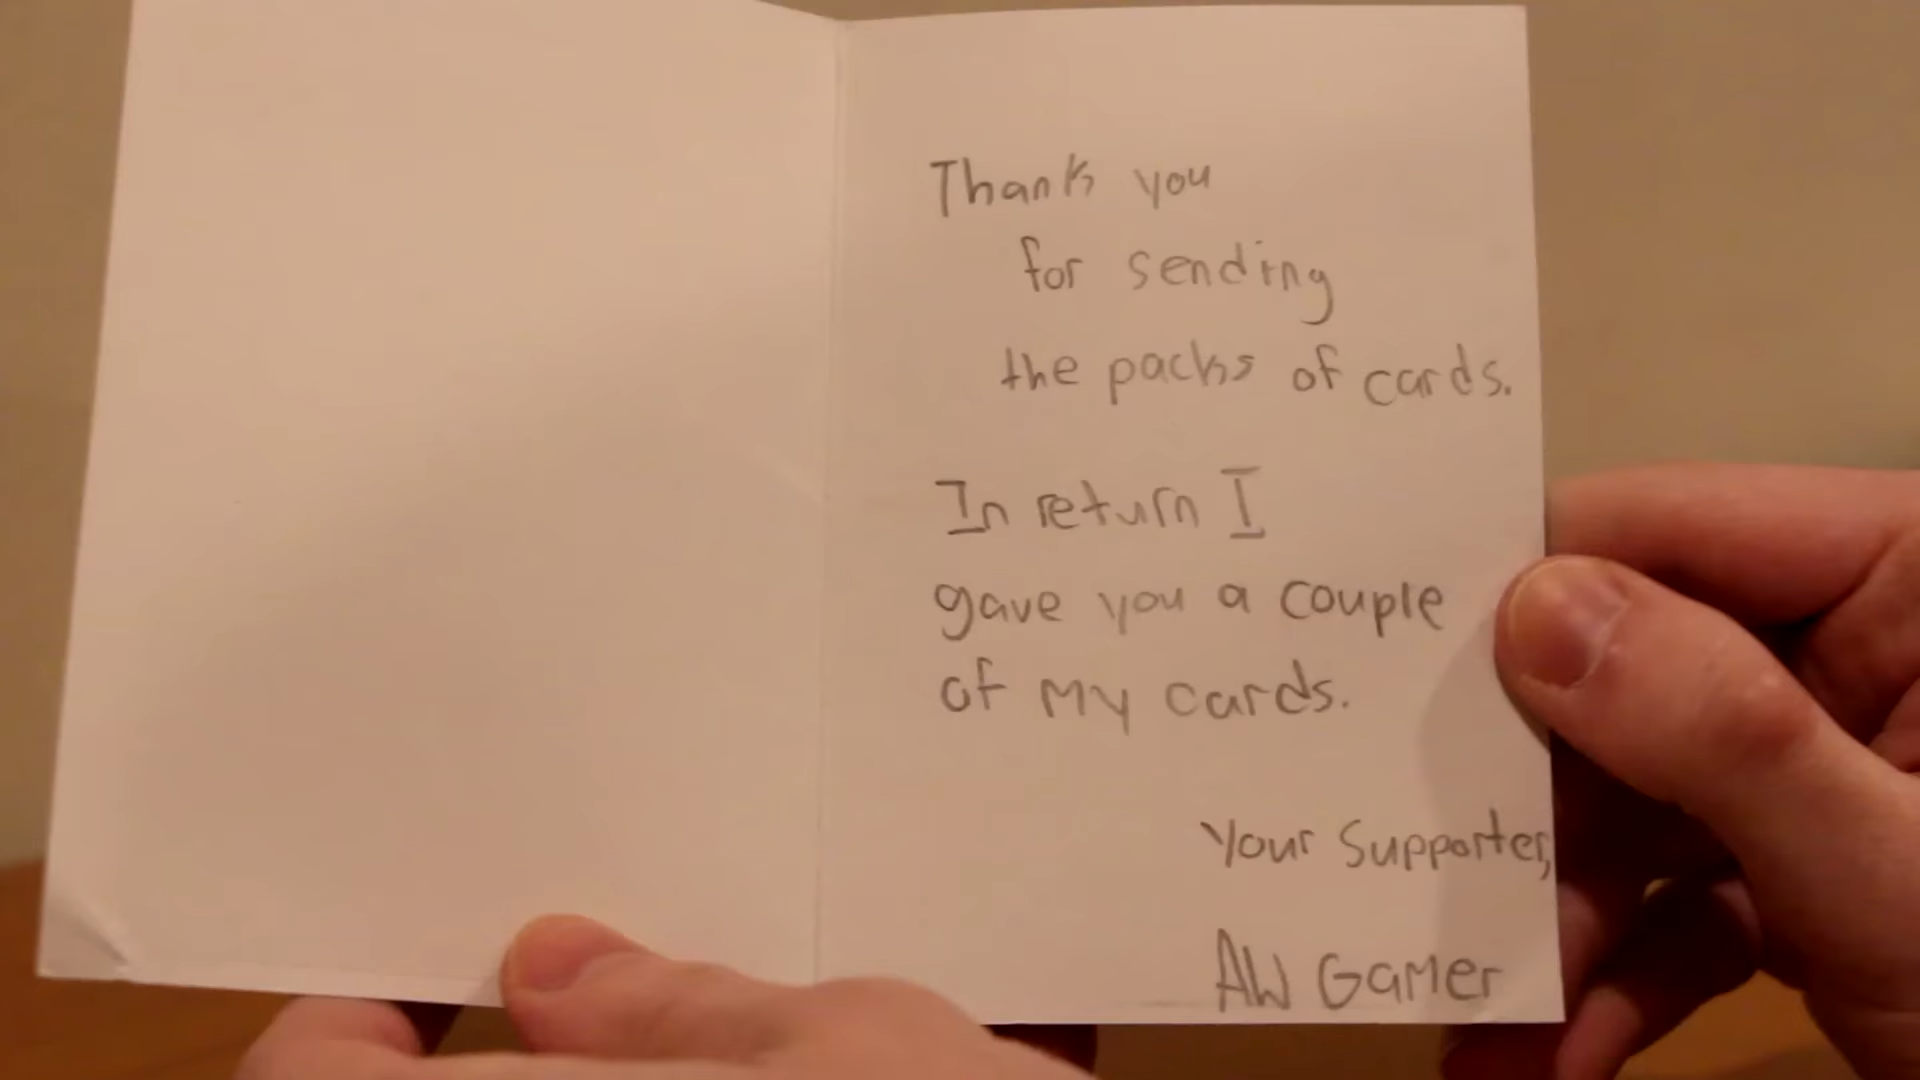 Thank you
for sending
the packs of cards.
In return I
gave you a couple
of my cards.
Your Supporter,
AW Gamer